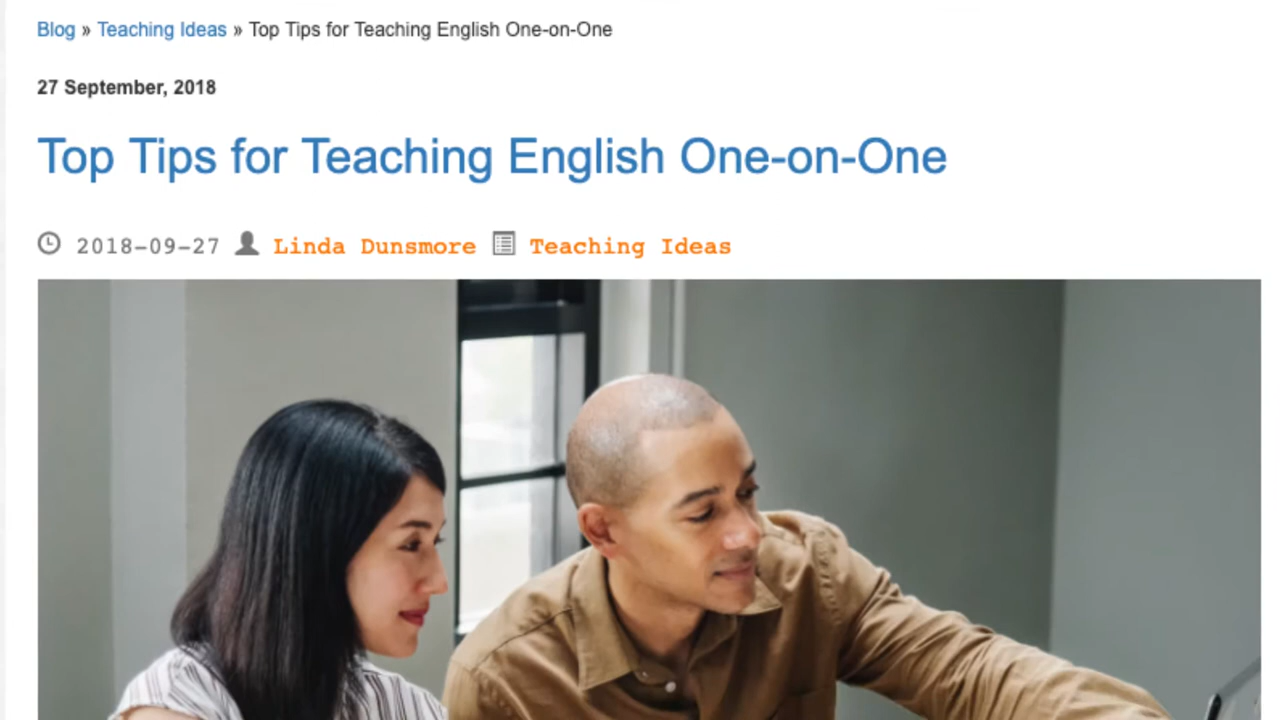 Blog » Teaching Ideas » Top Tips for Teaching English One-on-One
27 September, 2018
Top Tips for Teaching English One-on-One
2018-09-27 Linda Dunsmore Teaching Ideas